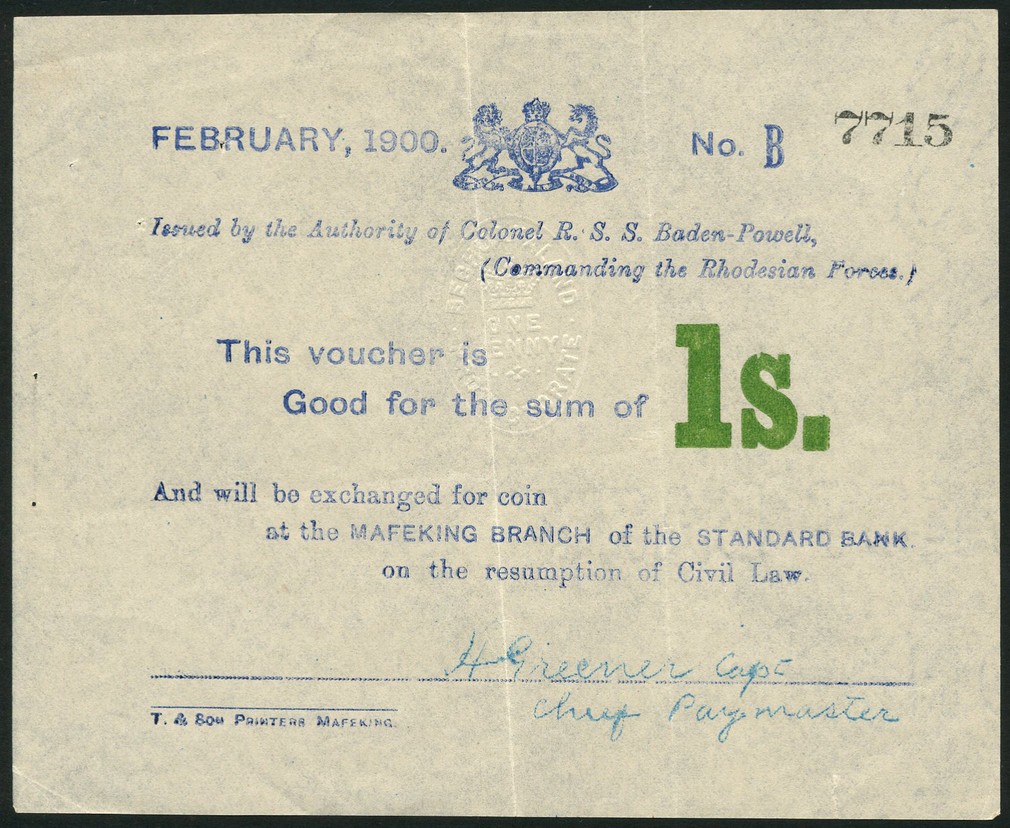 FEBRUARY, 1900. No. B 7715
Issued by the Authority of Colonel R. S. S. Baden-Powell,
(Commanding the Rhodesian Forces.)
This voucher is
Good for the sum of 1s.
And will be exchanged for coin
at the MAFEKING BRANCH of the STANDARD BANK.
on the resumption of Civil Law.
H Greener Capt
Chief Paymaster
T. & Son PRINTERS MAFEKING.
ONE
PENNY